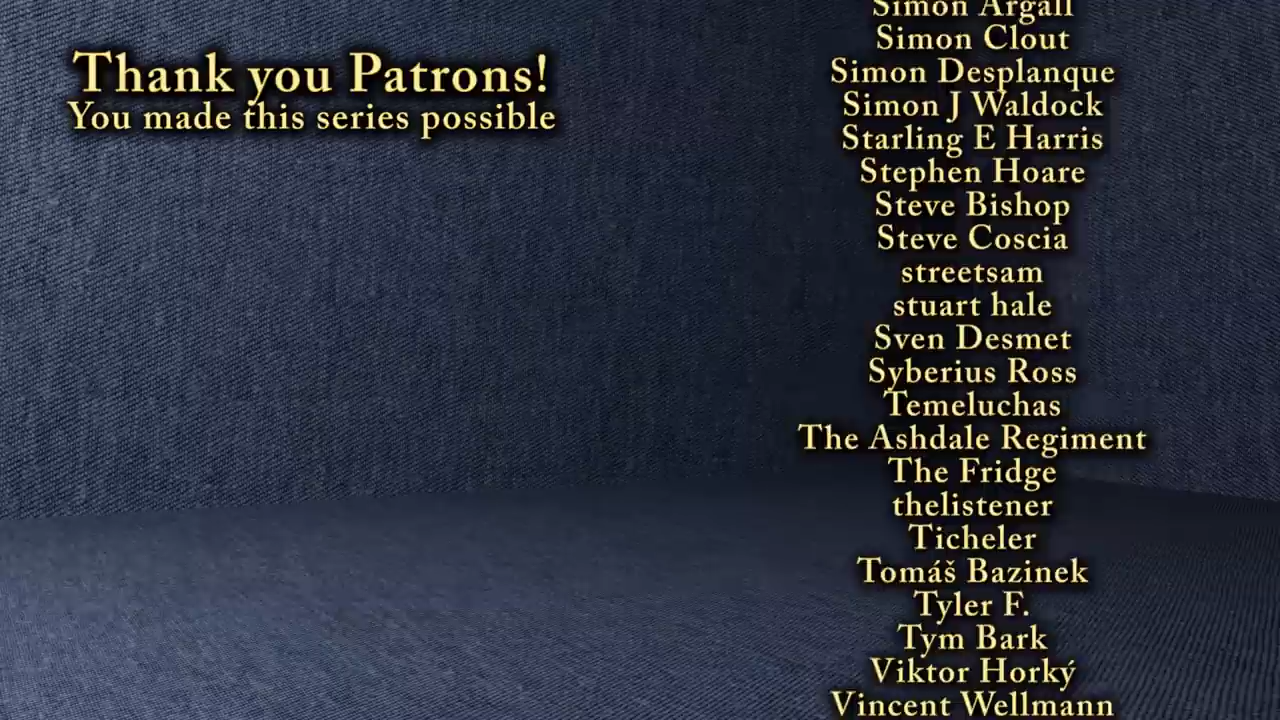 Thank you Patrons!
You made this series possible
Simon Argall
Simon Clout
Simon Desplanque
Simon J Waldock
Starling E Harris
Stephen Hoare
Steve Bishop
Steve Coscia
streetsam
stuart hale
Sven Desmet
Syberius Ross
Temeluchas
The Ashdale Regiment
The Fridge
thelistener
Ticheler
Tomáš Bazinek
Tyler F.
Tym Bark
Viktor Horký
Vincent Wellmann